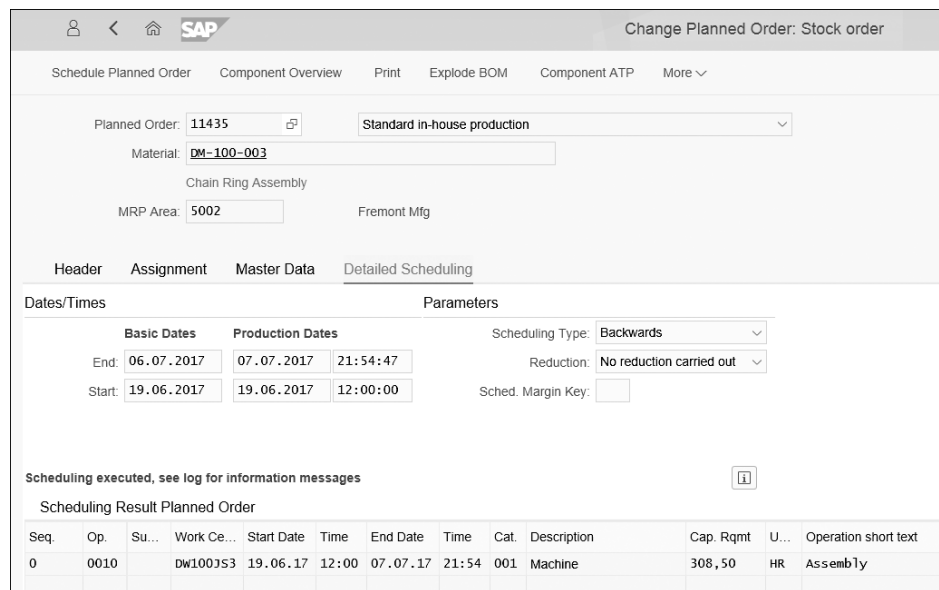 SAP Change Planned Order: Stock order
Schedule Planned Order Component Overview Print Explode BOM Component ATP More
Planned Order: 11435 Standard in-house production
Material: DM-100-003
Chain Ring Assembly
MRP Area: 5002 Fremont Mfg
Header Assignment Master Data Detailed Scheduling
Dates/Times Parameters
Basic Dates Production Dates Scheduling Type: Backwards
End: 06.07.2017 07.07.2017 21:54:47 Reduction: No reduction carried out
Start: 19.06.2017 19.06.2017 12:00:00 Sched. Margin Key:
Scheduling executed, see log for information messages
Scheduling Result Planned Order
Seq. Op. Su... Work Ce... Start Date Time End Date Time Cat. Description Cap. Rqmt U... Operation short text
0 0010 DW100JS3 19.06.17 12:00 07.07.17 21:54 001 Machine 308,50 HR Assembly